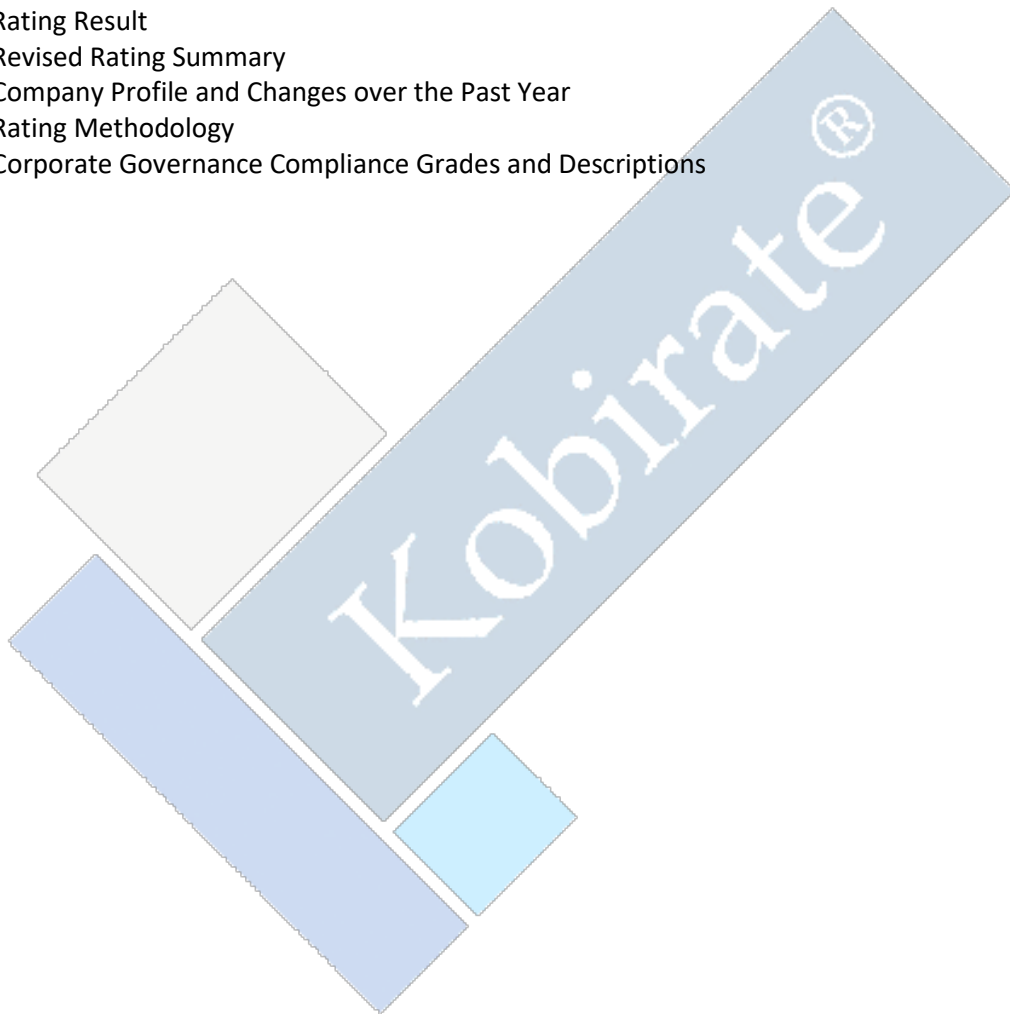 Rating Result
Revised Rating Summary
Company Profile and Changes over the Past Year
Rating Methodology
Corporate Governance Compliance Grades and Descriptions
Kobirate ®